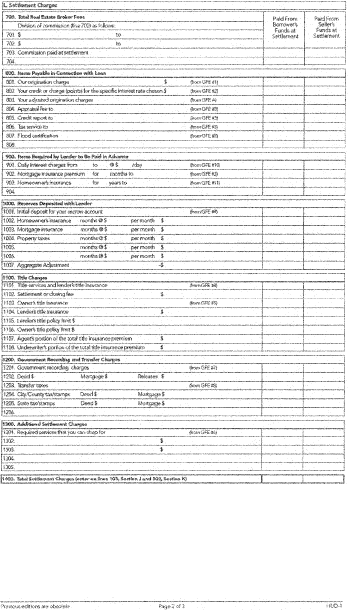 L. Settlement Charges
700. Total Real Estate Broker Fees
Division of commission (line 700) as follows:
701. $ to
702. $ to
703. Commission paid at settlement
704.
Paid From Borrower's Funds at Settlement
Paid From Seller's Funds at Settlement
800. Items Payable in Connection with Loan
801. Our origination charge $ (from GFE #1)
802. Your credit or charge (points) for the specific interest rate chosen $ (from GFE #2)
803. Your adjusted origination charges (from GFE A)
804. Appraisal fee to (from GFE #3)
805. Credit report to (from GFE #3)
806. Tax service to (from GFE #3)
807. Flood certification (from GFE #3)
808.
900. Items Required by Lender to Be Paid in Advance
901. Daily interest charges from to @ $ /day (from GFE #10)
902. Mortgage insurance premium for months to (from GFE #3)
903. Homeowner's insurance for years to (from GFE #11)
904.
1000. Reserves Deposited with Lender
1001. Initial deposit for your escrow account (from GFE #9)
1002. Homeowner's insurance months @ $ per month $
1003. Mortgage insurance months @ $ per month $
1004. Property taxes months @ $ per month $
1005. months @ $ per month $
1006. months @ $ per month $
1007. Aggregate Adjustment -$
1100. Title Charges
1101. Title services and lender's title insurance (from GFE #4)
1102. Settlement or closing fee $
1103. Owner's title insurance (from GFE #5)
1104. Lender's title insurance $
1105. Lender's title policy limit $
1106. Owner's title policy limit $
1107. Agent's portion of the total title insurance premium $
1108. Underwriter's portion of the total title insurance premium $
1200. Government Recording and Transfer Charges
1201. Government recording charges (from GFE #7)
1202. Deed $ Mortgage $ Releases $
1203. Transfer taxes (from GFE #8)
1204. City/County tax/stamps Deed $ Mortgage $
1205. State tax/stamps Deed $ Mortgage $
1206.
1300. Additional Settlement Charges
1301. Required services that you can shop for (from GFE #6)
1302. $
1303. $
1304.
1305.
1400. Total Settlement Charges (enter on lines 103, Section J and 502, Section K)
Previous editions are obsolete Page 2 of 3 HUD-1